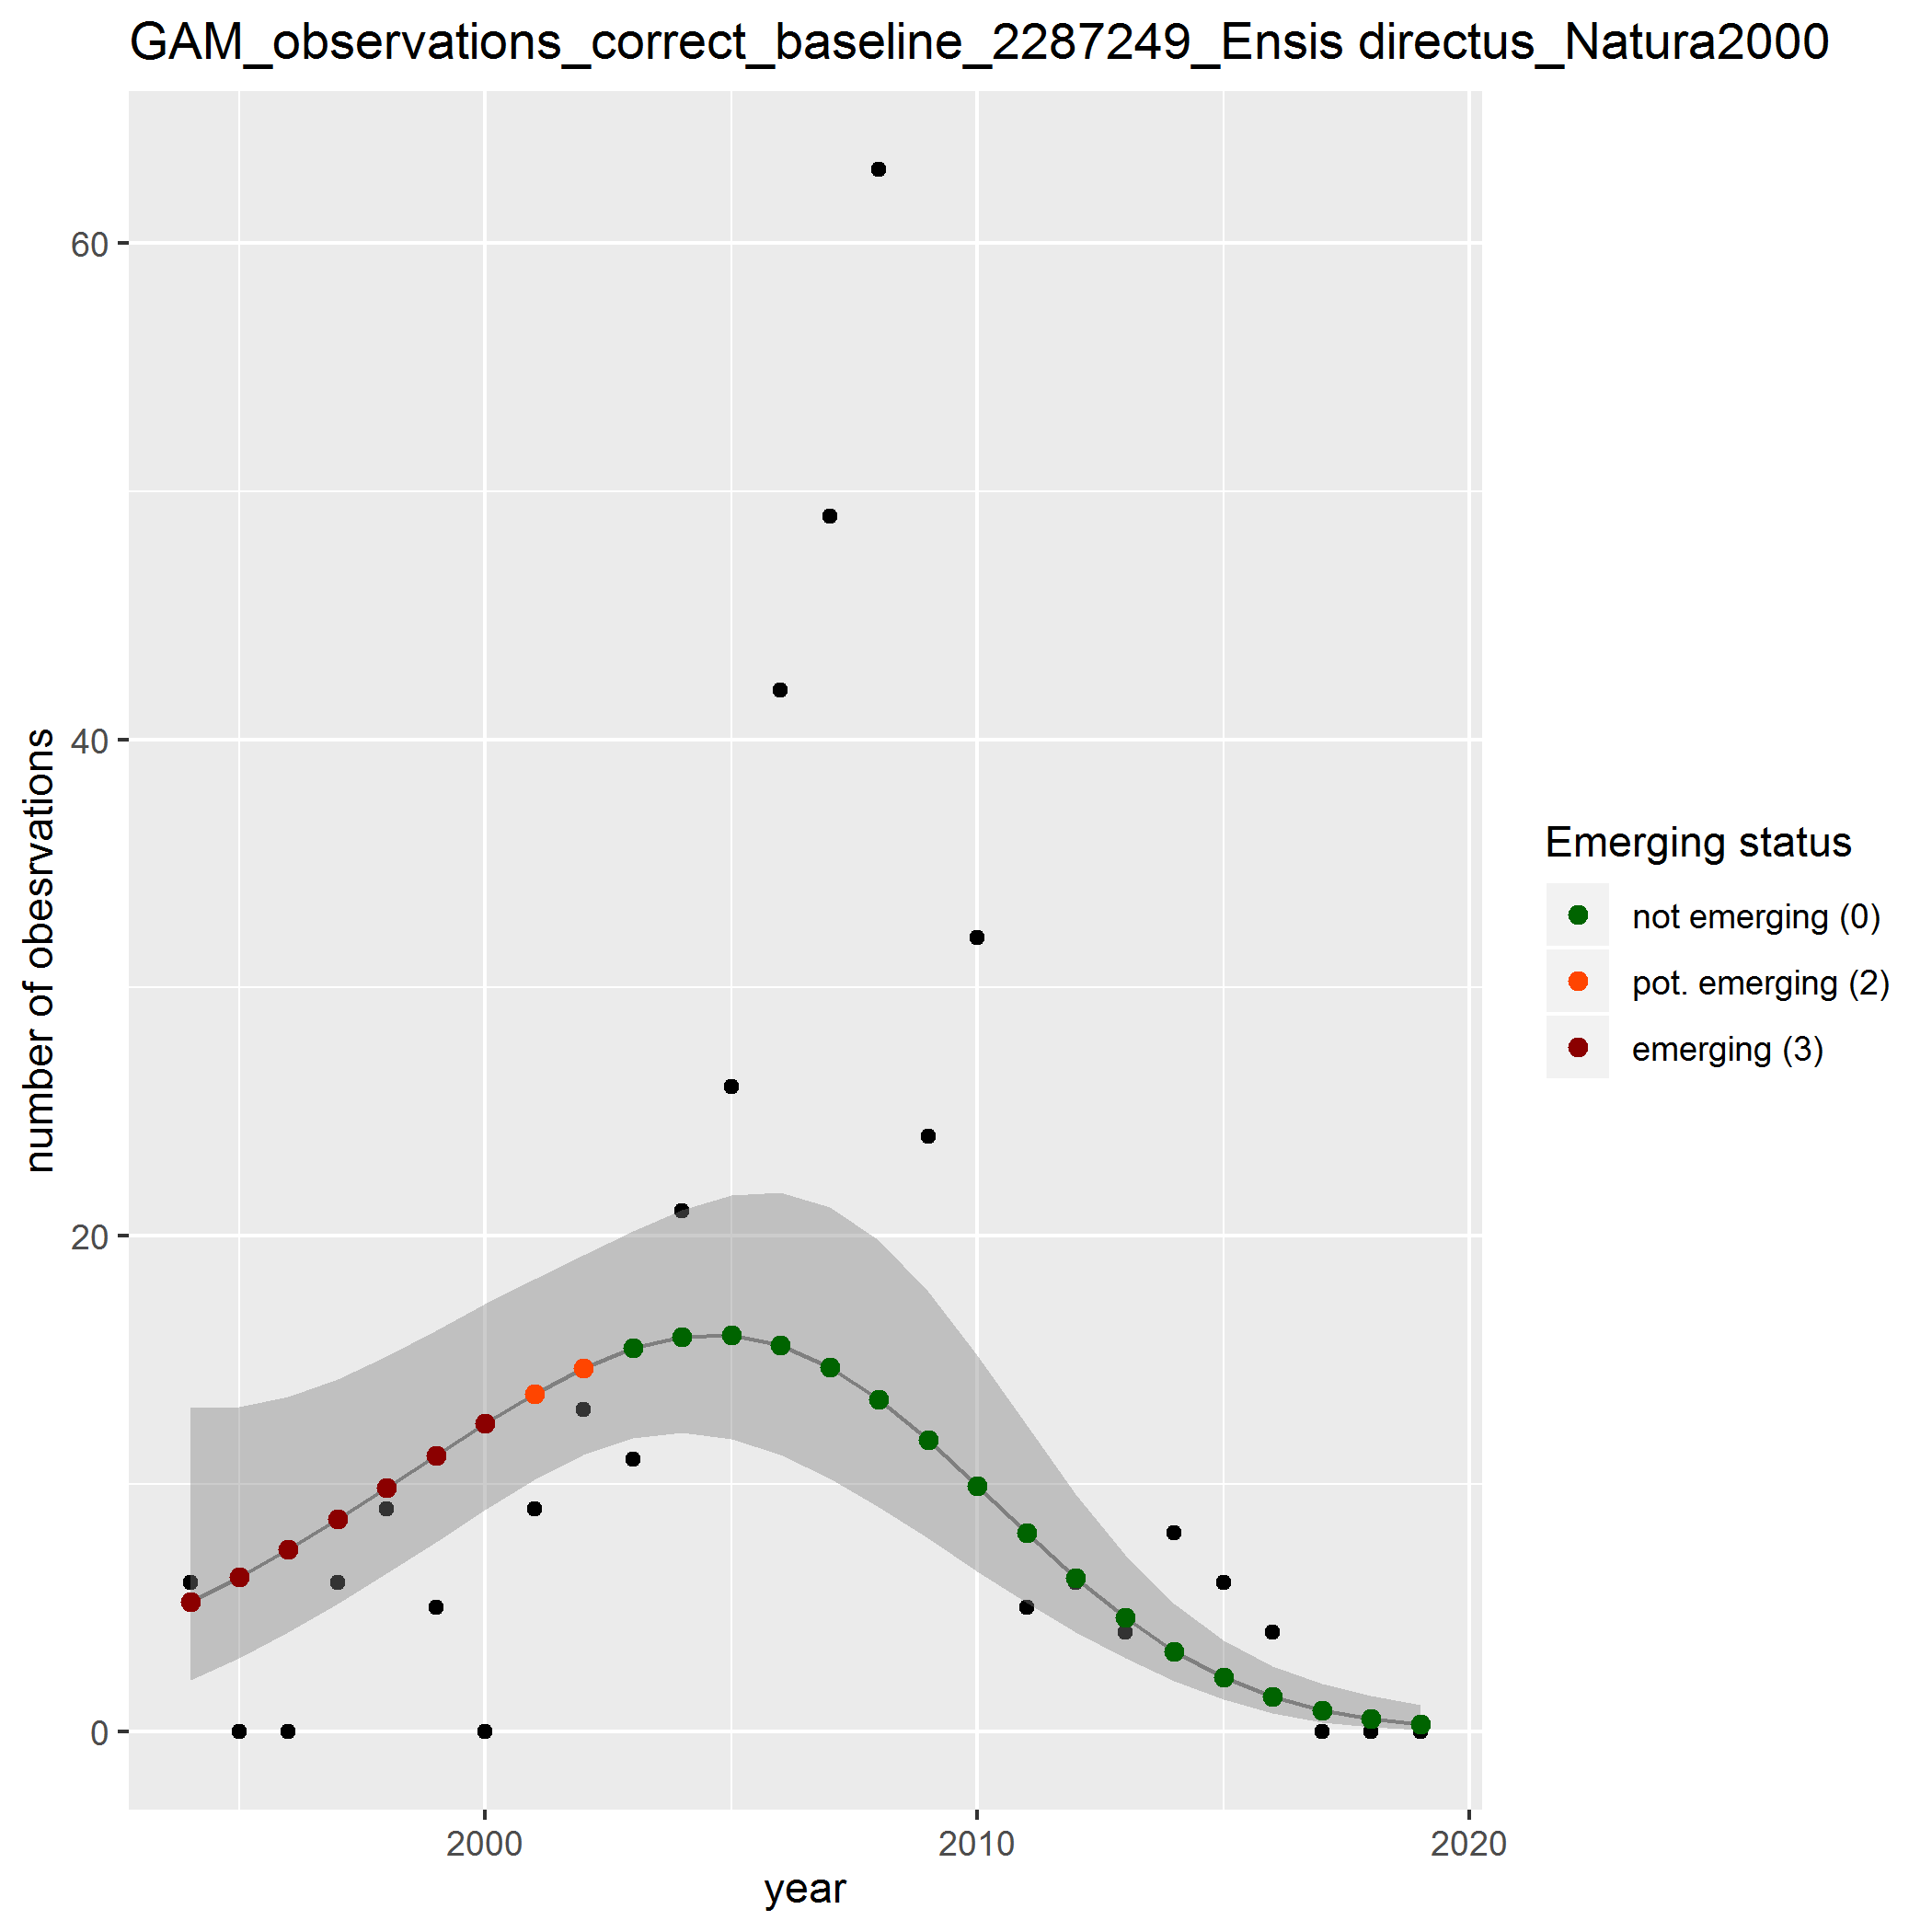 GAM_observations_correct_baseline_2287249_Ensis directus_Natura2000
number of obesrvations
60
40
20
0
2000
2010
2020
year
Emerging status
not emerging (0)
pot. emerging (2)
emerging (3)